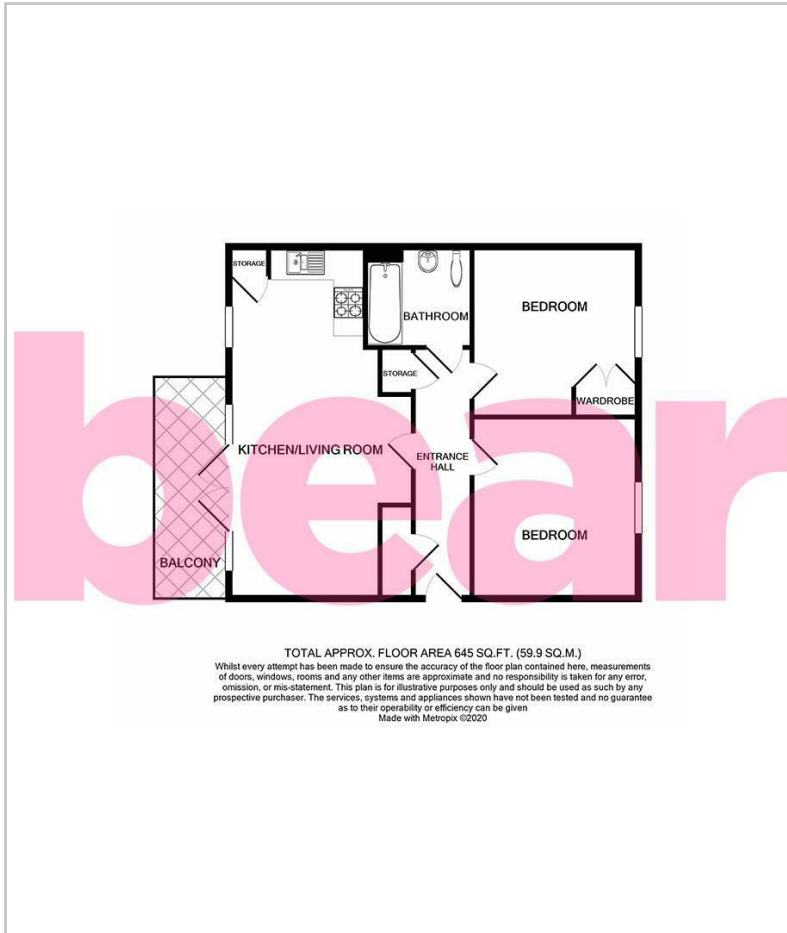 STORAGE
BATHROOM
BEDROOM
STORAGE
WARDROBE
KITCHEN/LIVING ROOM
ENTRANCE
HALL
BEDROOM
BALCONY
bear
TOTAL APPROX. FLOOR AREA 645 SQ.FT. (59.9 SQ.M.)
Whilst every attempt has been made to ensure the accuracy of the floor plan contained here, measurements
of doors, windows, rooms and any other items are approximate and no responsibility is taken for any error,
omission, or mis-statement. This plan is for illustrative purposes only and should be used as such by any
prospective purchaser. The services, systems and appliances shown have not been tested and no guarantee
as to their operability or efficiency can be given
Made with Metropix ©2020